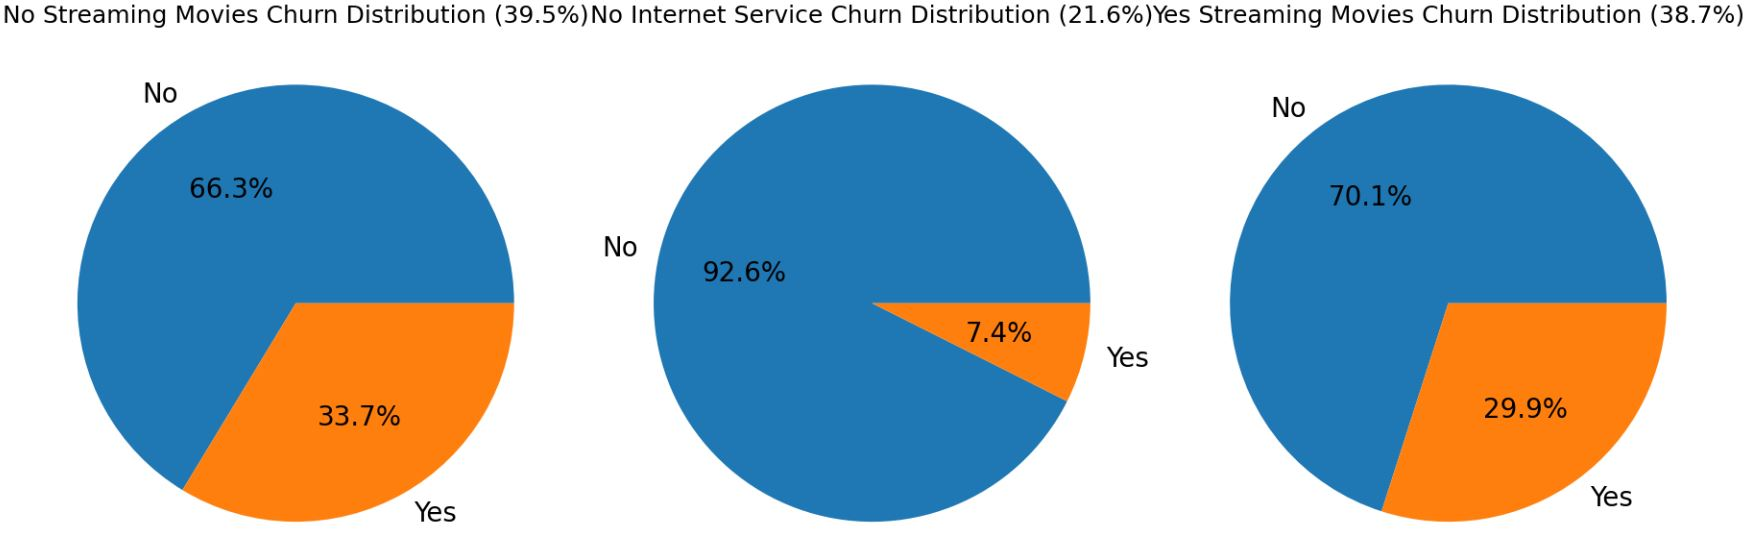 No Streaming Movies Churn Distribution (39.5%)
No
66.3%
33.7%
Yes
No Internet Service Churn Distribution (21.6%)
No
92.6%
7.4%
Yes
Yes Streaming Movies Churn Distribution (38.7%)
No
70.1%
29.9%
Yes